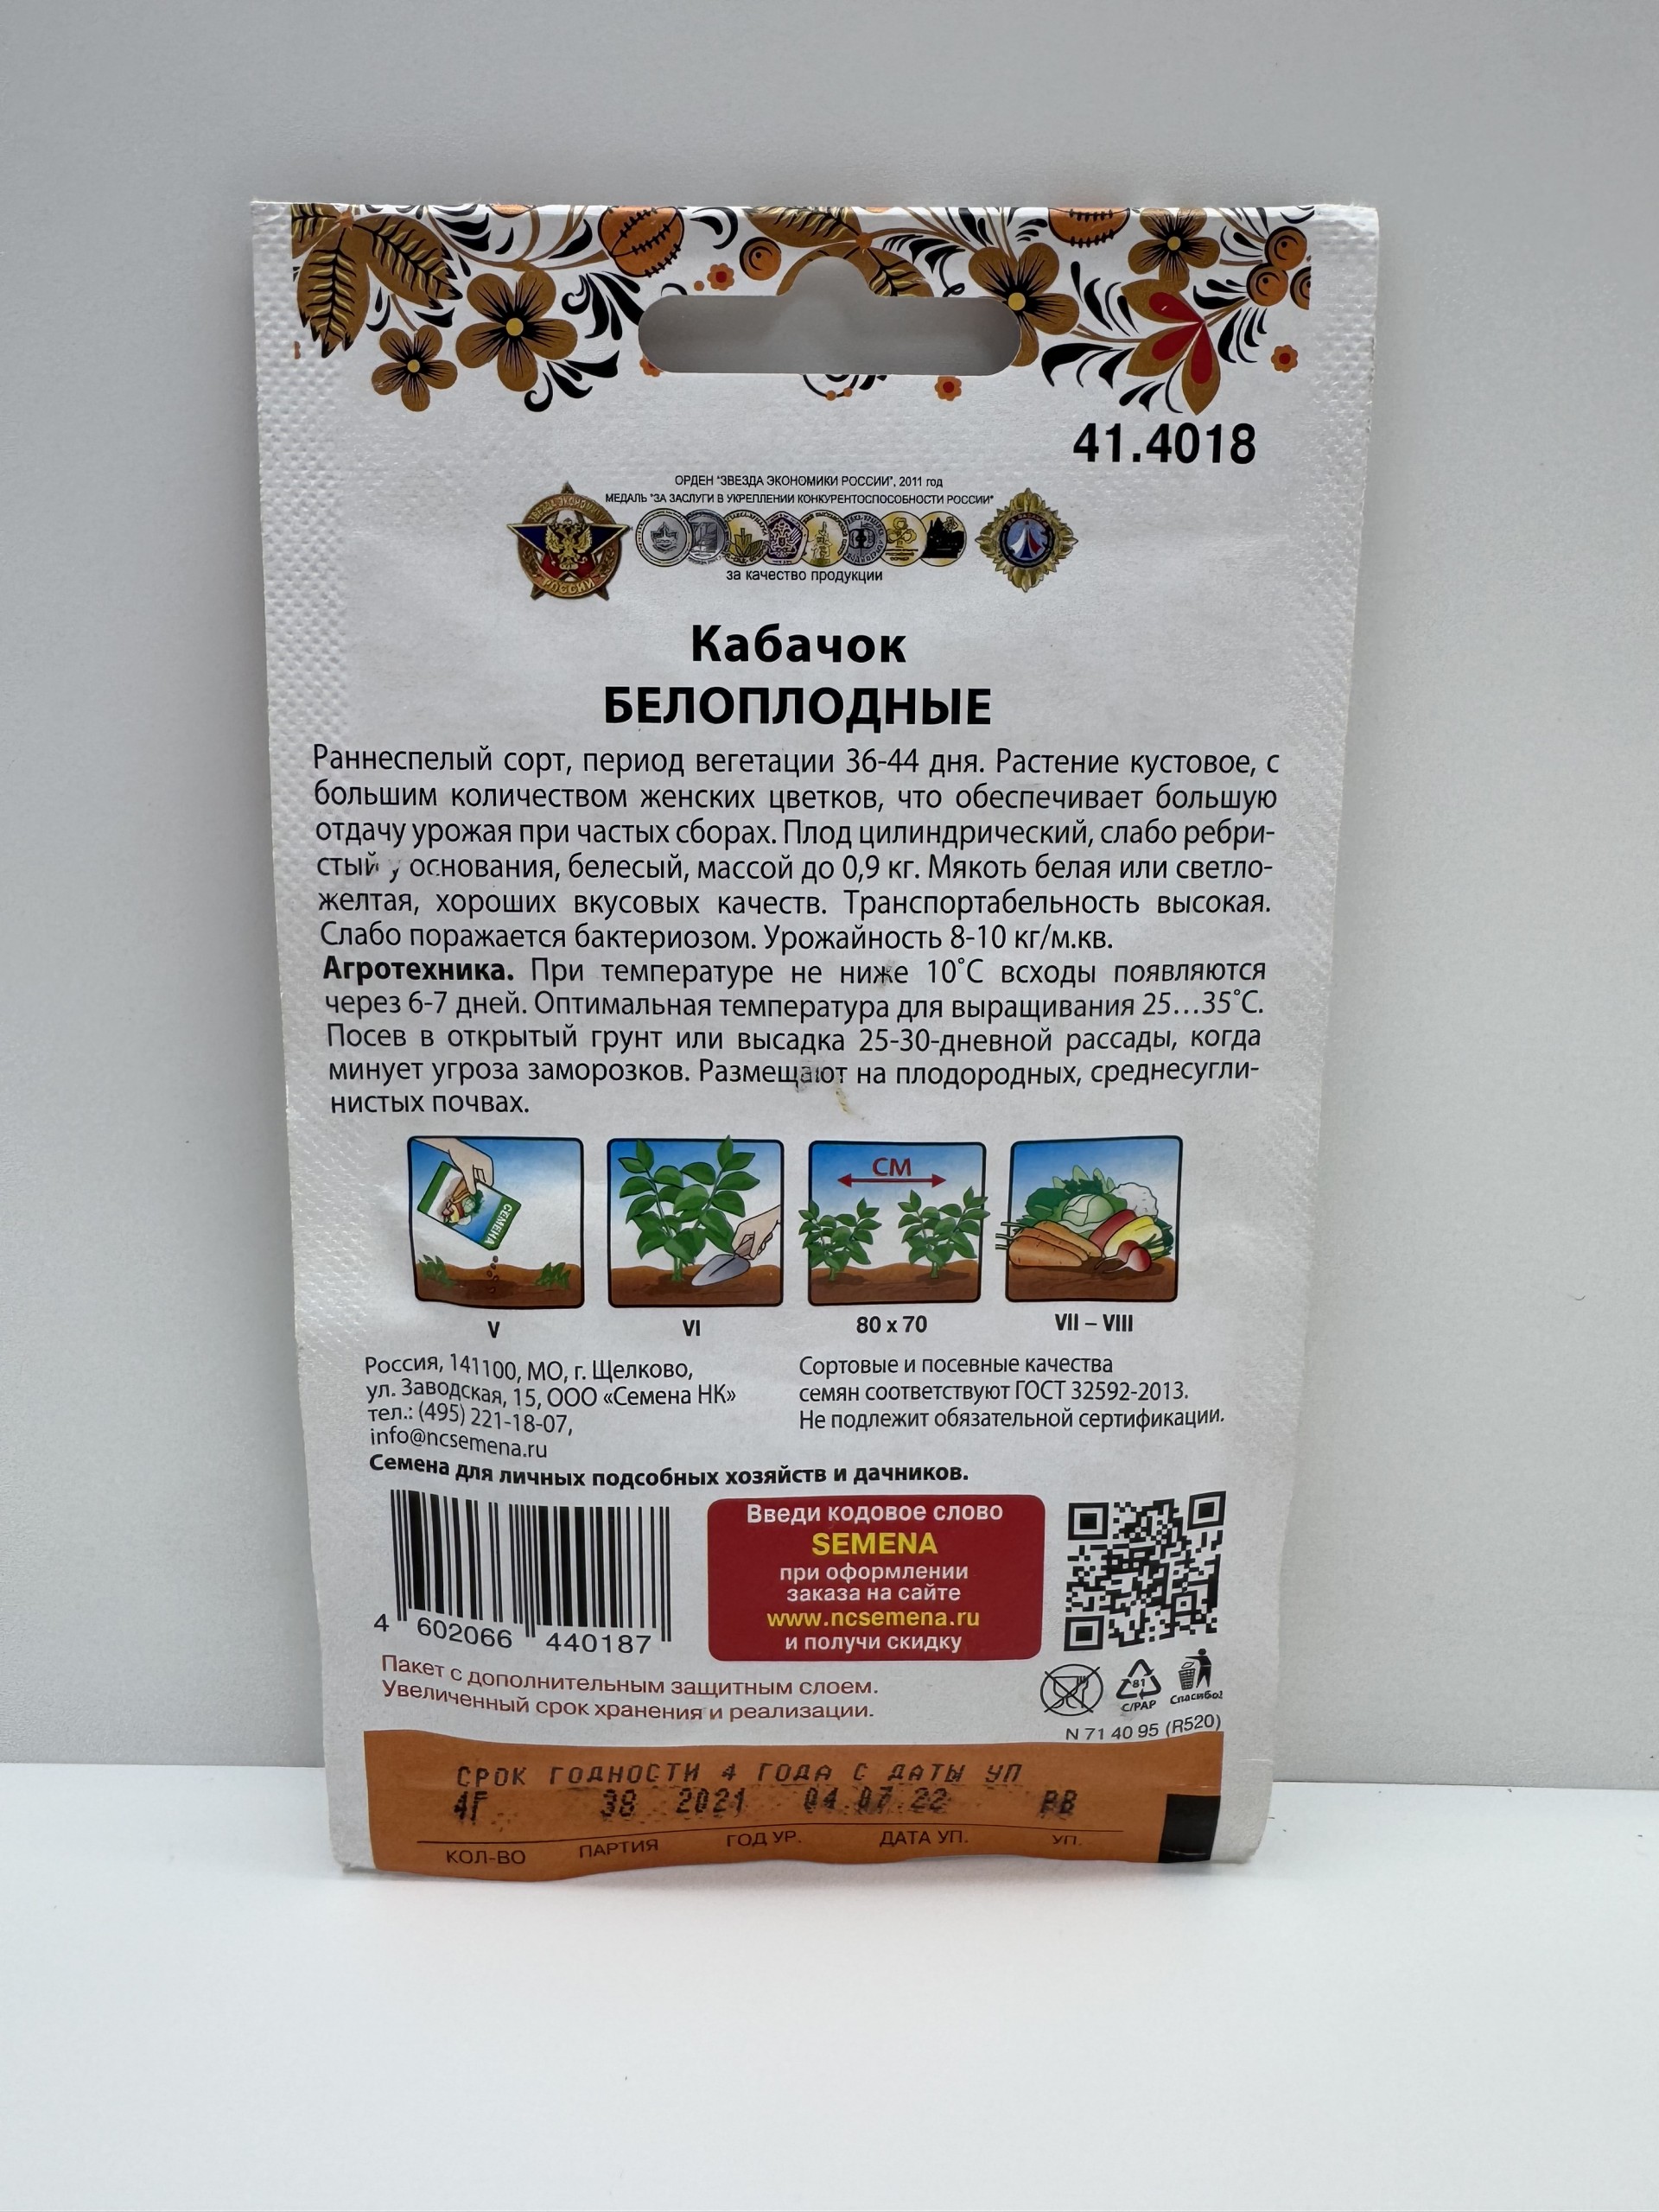 41.4018
ОРДЕН "ЗВЕЗДА ЭКОНОМИКИ РОССИИ", 2011 год
МЕДАЛЬ "ЗА ЗАСЛУГИ В УКРЕПЛЕНИИ КОНКУРЕНТОСПОСОБНОСТИ РОССИИ"
за качество продукции
Кабачок
БЕЛОПЛОДНЫЕ
Раннеспелый сорт, период вегетации 36-44 дня. Растение кустовое, с
большим количеством женских цветков, что обеспечивает большую
отдачу урожая при частых сборах. Плод цилиндрический, слабо ребри-
стый у основания, белесый, массой до 0,9 кг. Мякоть белая или светло-
желтая, хороших вкусовых качеств. Транспортабельность высокая.
Слабо поражается бактериозом. Урожайность 8-10 кг/м.кв.
Агротехника. При температуре не ниже 10˚С всходы появляются
через 6-7 дней. Оптимальная температура для выращивания 25...35˚С.
Посев в открытый грунт или высадка 25-30-дневной рассады, когда
минует угроза заморозков. Размещают на плодородных, среднесугли-
нистых почвах.
СЕМЕНА
СМ
V
VI
80 x 70
VII – VIII
Россия, 141100, МО, г. Щелково,
ул. Заводская, 15, ООО «Семена НК»
тел.: (495) 221-18-07,
info@ncsemena.ru
Сортовые и посевные качества
семян соответствуют ГОСТ 32592-2013.
Не подлежит обязательной сертификации.
Семена для личных подсобных хозяйств и дачников.
4 602066 440187
Введи кодовое слово
SEMENA
при оформлении
заказа на сайте
www.ncsemena.ru
и получи скидку
Пакет с дополнительным защитным слоем.
Увеличенный срок хранения и реализации.
81
C/PAP
Спасибо!
N 71 40 95 (R520)
СРОК ГОДНОСТИ 4 ГОДА С ДАТЫ УП
4Г 38 2021 04.07.22 РВ
КОЛ-ВО ПАРТИЯ ГОД УР. ДАТА УП. УП.